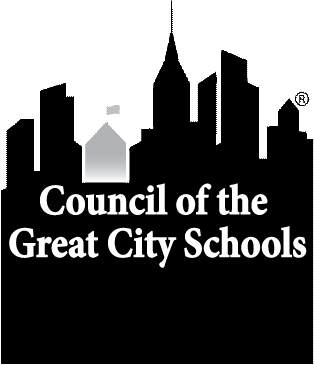 ®
Council of the
Great City Schools